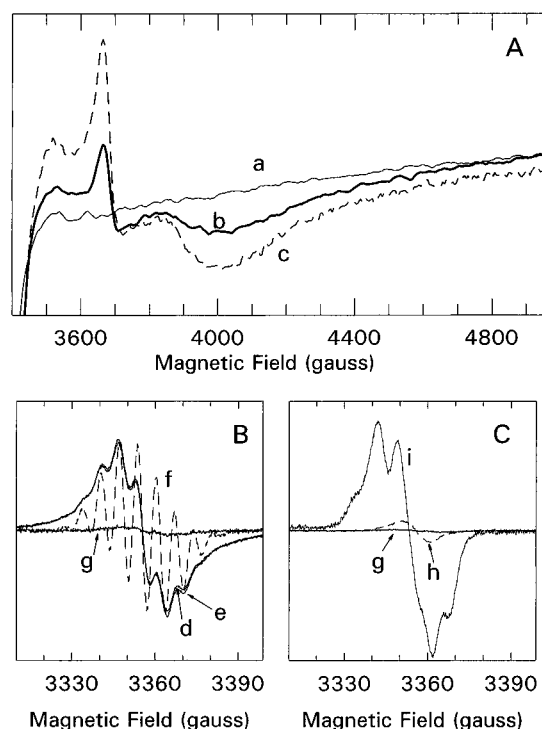 A
a
b
c
3600 4000 4400 4800
Magnetic Field (gauss)
B
f
g
d
e
3330 3360 3390
Magnetic Field (gauss)
C
i
g
h
3330 3360 3390
Magnetic Field (gauss)